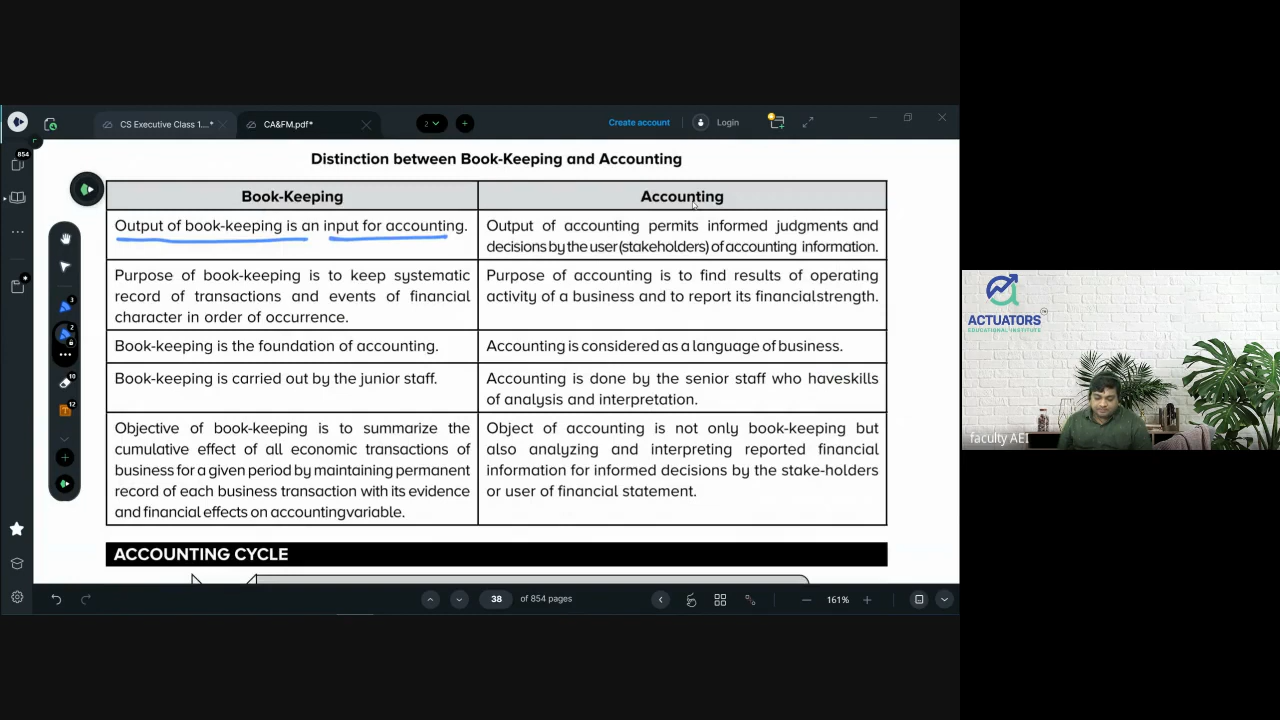 CS Executive Class 1....*
CA&FM.pdf*
2
Create account
Login
854
Distinction between Book-Keeping and Accounting
Book-Keeping
Accounting
Output of book-keeping is an input for accounting.
Output of accounting permits informed judgments and
decisions by the user (stakeholders) of accounting information.
Purpose of book-keeping is to keep systematic
record of transactions and events of financial
character in order of occurrence.
Purpose of accounting is to find results of operating
activity of a business and to report its financialstrength.
Book-keeping is the foundation of accounting.
Accounting is considered as a language of business.
Book-keeping is carried out by the junior staff.
Accounting is done by the senior staff who haveskills
of analysis and interpretation.
Objective of book-keeping is to summarize the
cumulative effect of all economic transactions of
business for a given period by maintaining permanent
record of each business transaction with its evidence
and financial effects on accountingvariable.
Object of accounting is not only book-keeping but
also analyzing and interpreting reported financial
information for informed decisions by the stake-holders
or user of financial statement.
ACCOUNTING CYCLE
3
2
10
12
38 of 854 pages
161%
ACTUATORS
EDUCATIONAL INSTITUTE
faculty AEI